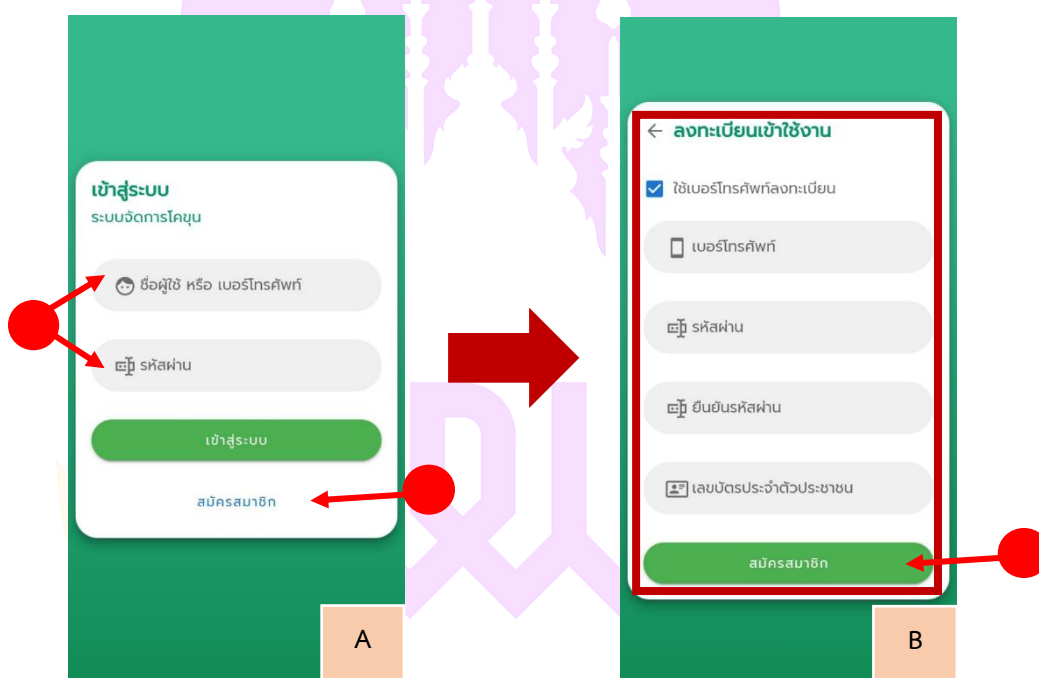 เข้าสู่ระบบ
ระบบจัดการโคขุน
ชื่อผู้ใช้ หรือ เบอร์โทรศัพท์
รหัสผ่าน
เข้าสู่ระบบ
สมัครสมาชิก
A
ลงทะเบียนเข้าใช้งาน
ใช้เบอร์โทรศัพท์ลงทะเบียน
เบอร์โทรศัพท์
รหัสผ่าน
ยืนยันรหัสผ่าน
เลขบัตรประจำตัวประชาชน
สมัครสมาชิก
B